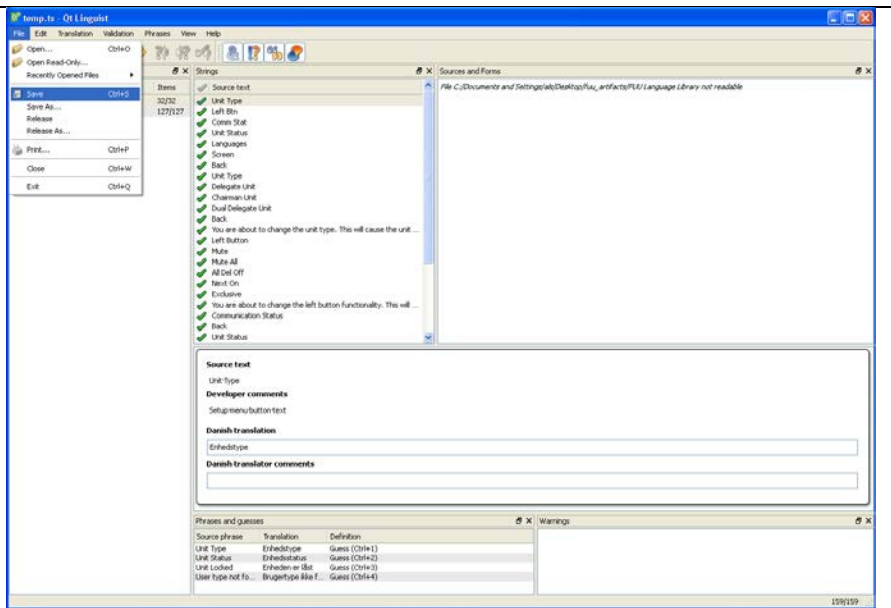 temp.ts - Qt Linguist
File Edit Translation Validation Phrases View Help
Open... Ctrl+O
Open Read-Only...
Recently Opened Files
Save Ctrl+S
Save As...
Release
Release As...
Print... Ctrl+P
Close Ctrl+W
Exit Ctrl+Q
Items
32/32
127/127
Strings
Source text
Unit Type
Left Btn
Comm Stat
Unit Status
Languages
Screen
Back
Unit Type
Delegate Unit
Chairman Unit
Dual Delegate Unit
Back
You are about to change the unit type. This will cause the unit ...
Left Button
Mute
Mute All
All Del Off
Next On
Exclusive
You are about to change the left button functionality. This will ...
Communication Status
Back
Unit Status
Sources and Forms
File C:/Documents and Settings/alb/Desktop/fuu_artifacts/FUU Language Library not readable
Source text
Unit Type
Developer comments
Setup menu button text
Danish translation
Enhedstype
Danish translator comments
Phrases and guesses
Source phrase Translation Definition
Unit Type Enhedstype Guess (Ctrl+1)
Unit Status Enhedsstatus Guess (Ctrl+2)
Unit Locked Enheden er låst Guess (Ctrl+3)
User type not fo... Brugertype ikke f... Guess (Ctrl+4)
Warnings
159/159